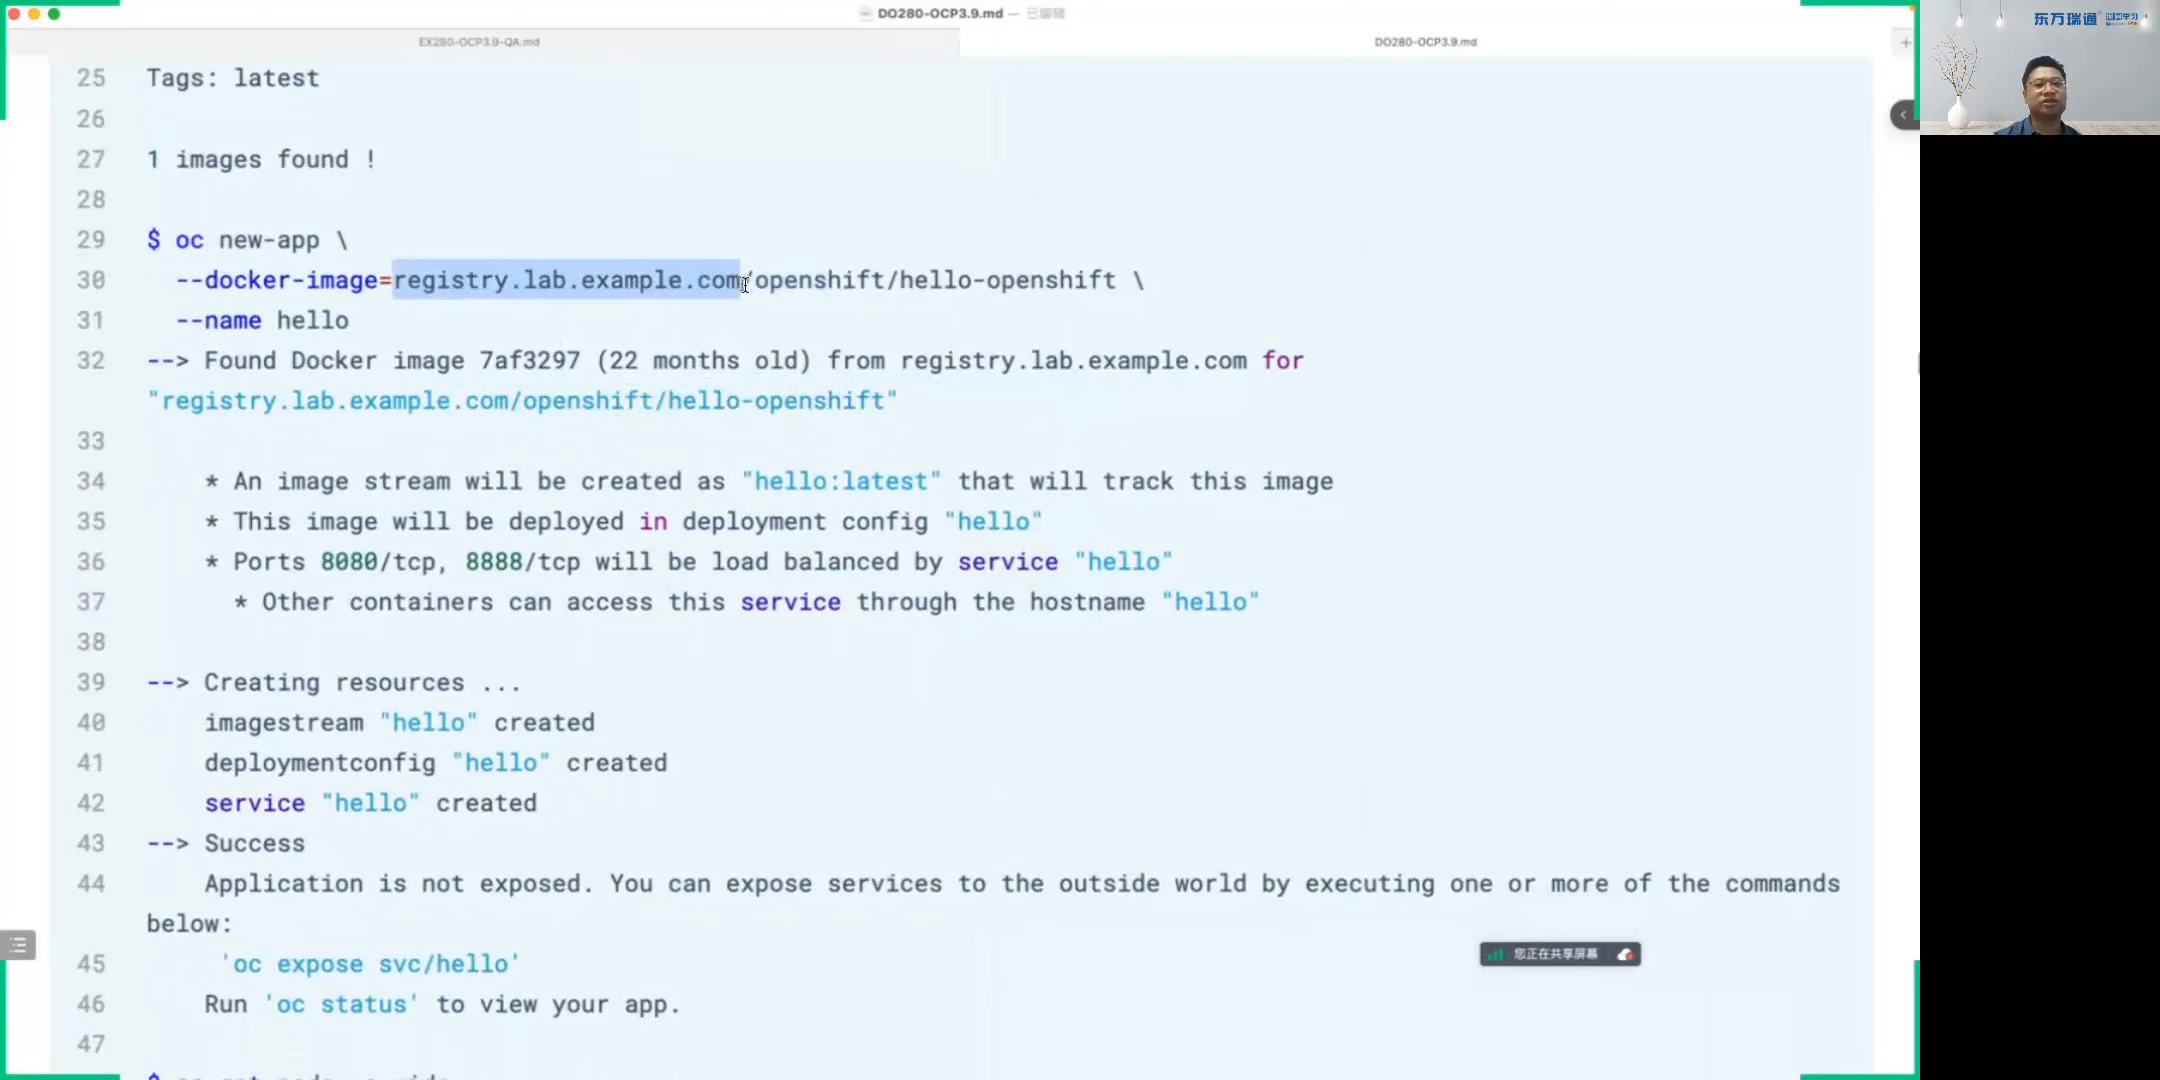 DO280-OCP3.9.md — 已编辑
EX280-OCP3.9-QA.md
DO280-OCP3.9.md
东方瑞通
25 Tags: latest
26
27 1 images found !
28
29 $ oc new-app \
30 --docker-image=registry.lab.example.com/openshift/hello-openshift \
31 --name hello
32 --> Found Docker image 7af3297 (22 months old) from registry.lab.example.com for
"registry.lab.example.com/openshift/hello-openshift"
33
34 * An image stream will be created as "hello:latest" that will track this image
35 * This image will be deployed in deployment config "hello"
36 * Ports 8080/tcp, 8888/tcp will be load balanced by service "hello"
37 * Other containers can access this service through the hostname "hello"
38
39 --> Creating resources ...
40 imagestream "hello" created
41 deploymentconfig "hello" created
42 service "hello" created
43 --> Success
44 Application is not exposed. You can expose services to the outside world by executing one or more of the commands
below:
45 'oc expose svc/hello'
46 Run 'oc status' to view your app.
47
您正在共享屏幕